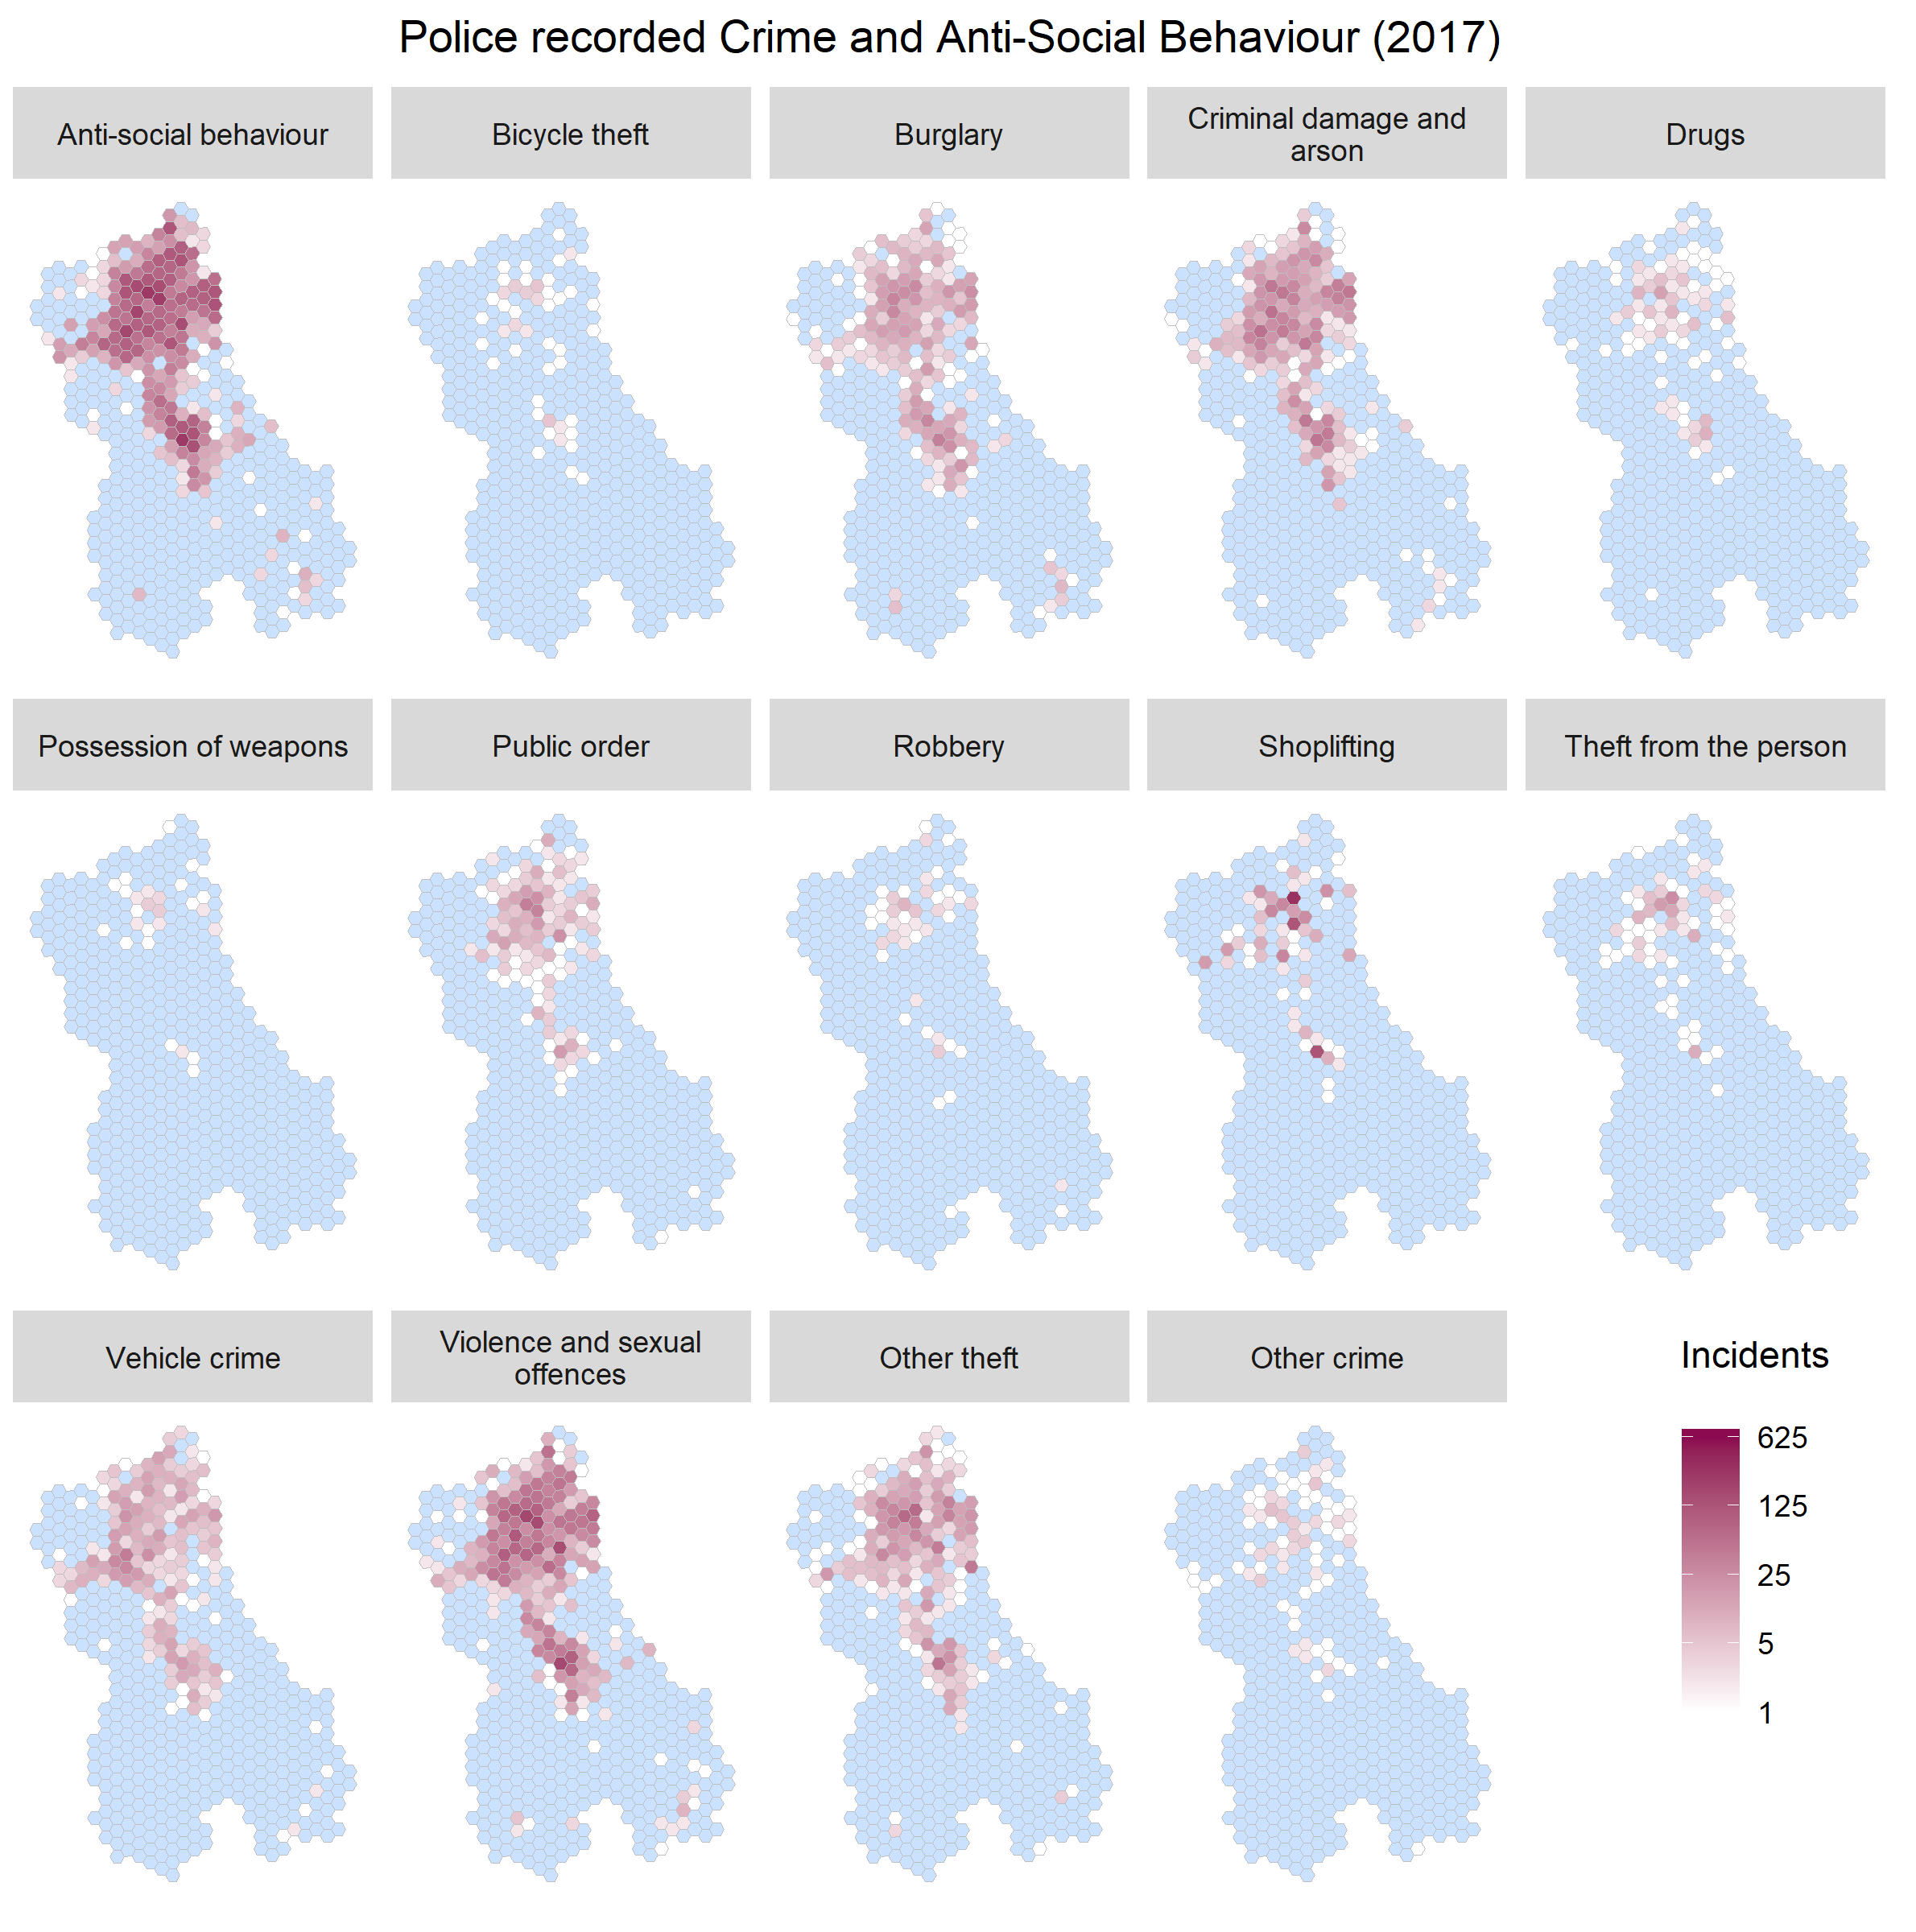 Police recorded Crime and Anti-Social Behaviour (2017)
Anti-social behaviour
Bicycle theft
Burglary
Criminal damage and
arson
Drugs
Possession of weapons
Public order
Robbery
Shoplifting
Theft from the person
Vehicle crime
Violence and sexual
offences
Other theft
Other crime
Incidents
625
125
25
5
1